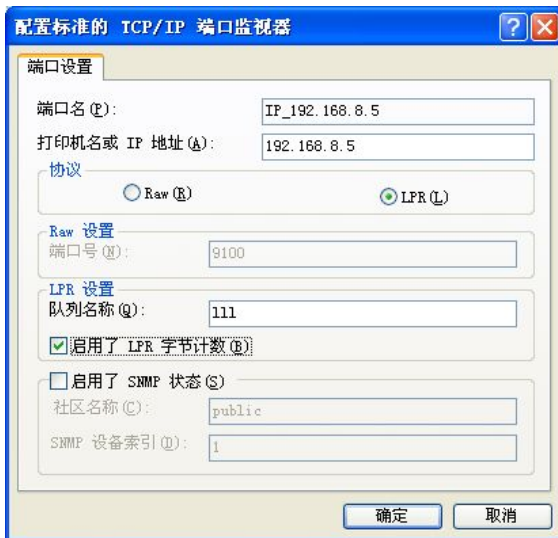 配置标准的 TCP/IP 端口监视器
端口设置
端口名(P): IP_192.168.8.5
打印机名或 IP 地址(A): 192.168.8.5
协议
Raw(R) LPR(L)
Raw 设置
端口号(N): 9100
LPR 设置
队列名称(Q): lll
启用了 LPR 字节计数(B)
启用了 SNMP 状态(S)
社区名称(C): public
SNMP 设备索引(D): 1
确定 取消